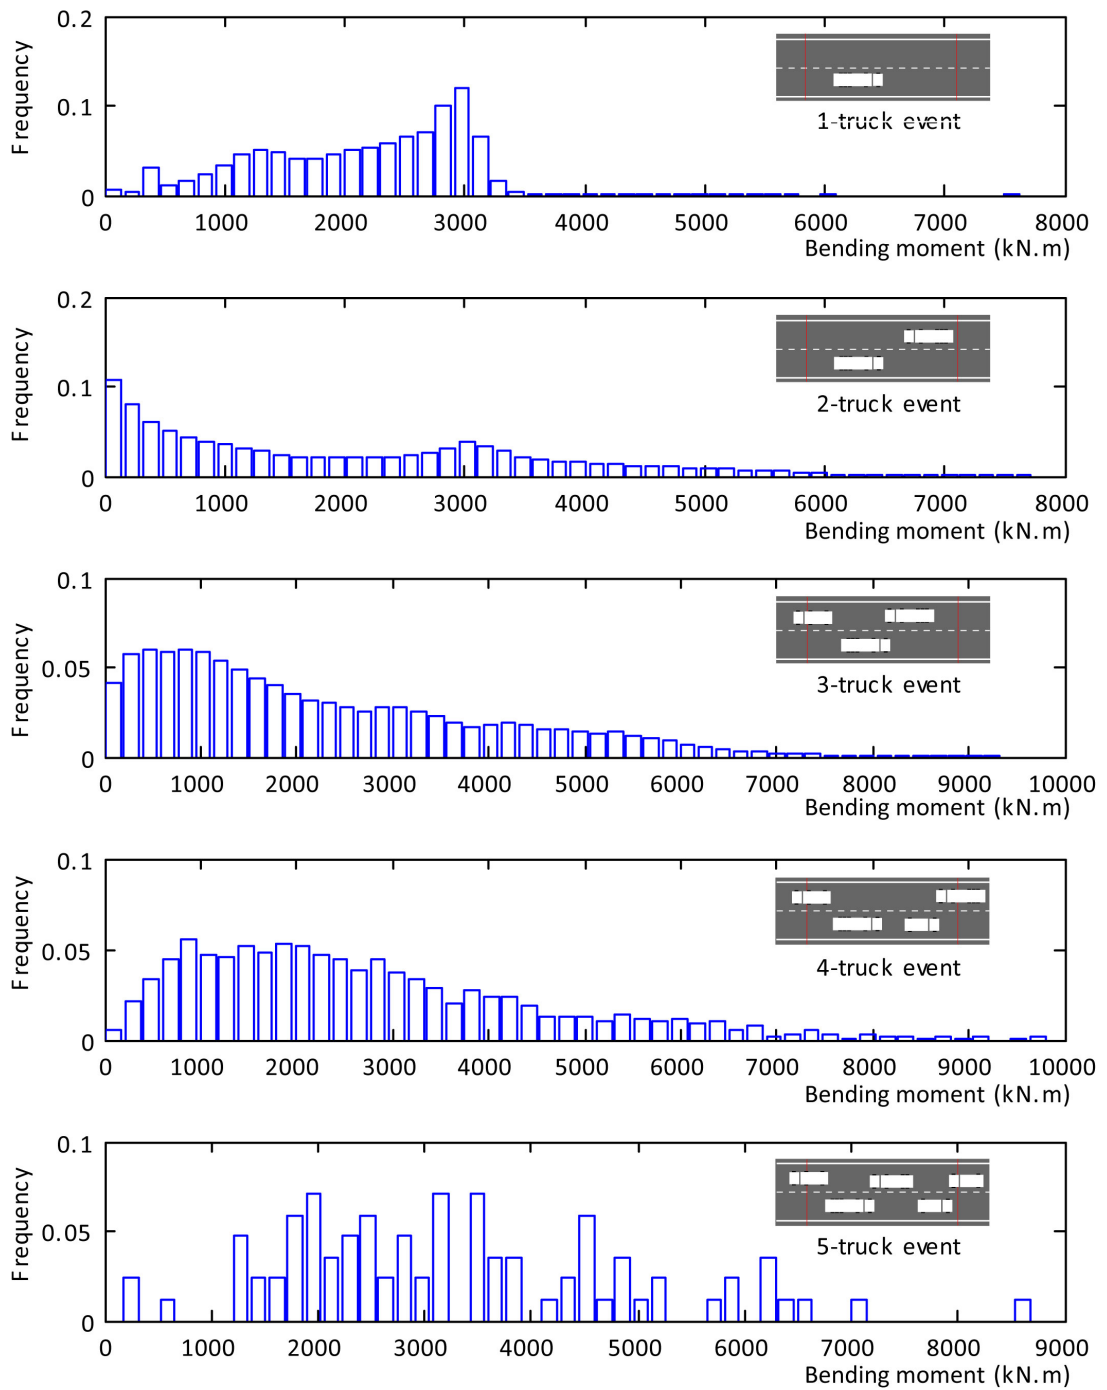 0.2
0.1
0
Frequency
1-truck event
0 1000 2000 3000 4000 5000 6000 7000 8000
Bending moment (kN.m)
0.2
0.1
0
Frequency
2-truck event
0 1000 2000 3000 4000 5000 6000 7000 8000
Bending moment (kN.m)
0.1
0.05
0
Frequency
3-truck event
0 1000 2000 3000 4000 5000 6000 7000 8000 9000 10000
Bending moment (kN.m)
0.1
0.05
0
Frequency
4-truck event
0 1000 2000 3000 4000 5000 6000 7000 8000 9000 10000
Bending moment (kN.m)
0.1
0.05
0
Frequency
5-truck event
0 1000 2000 3000 4000 5000 6000 7000 8000 9000
Bending moment (kN.m)